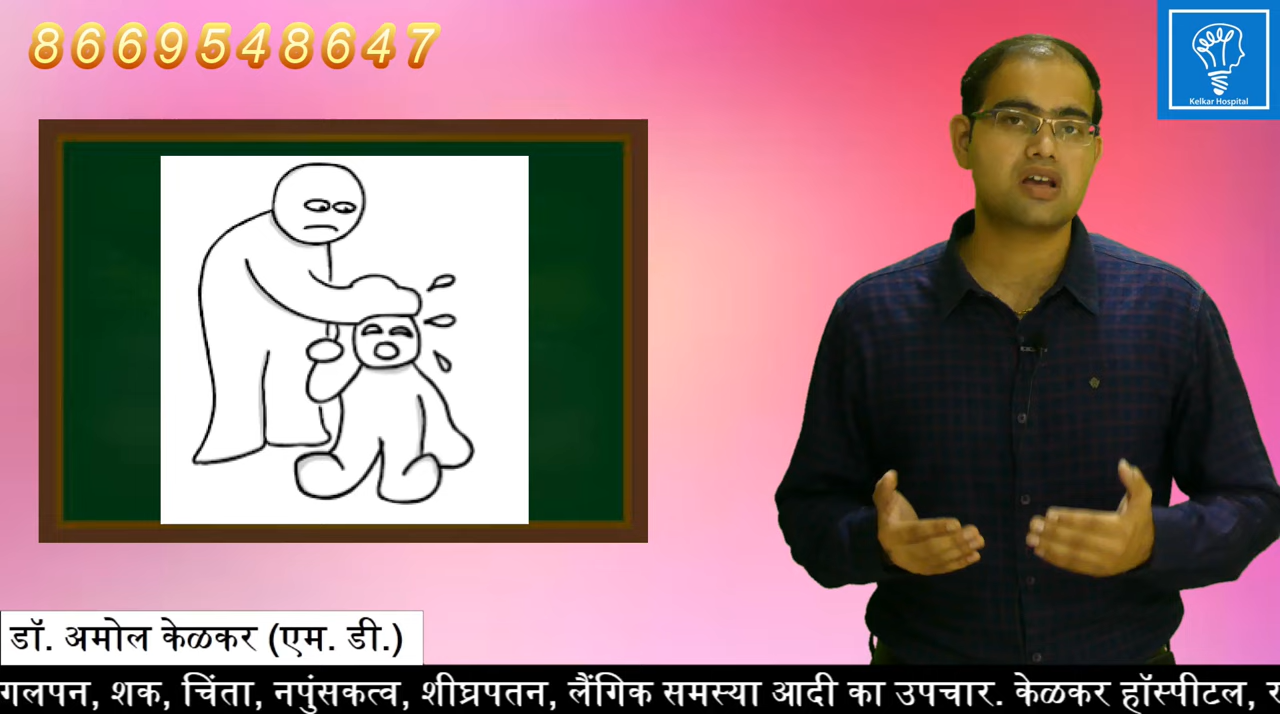 8669548647
Kelkar Hospital
डॉ. अमोल केळकर (एम. डी.)
गलपन, शक, चिंता, नपुंसकत्व, शीघ्रपतन, लैंगिक समस्या आदी का उपचार. केळकर हॉस्पीटल,